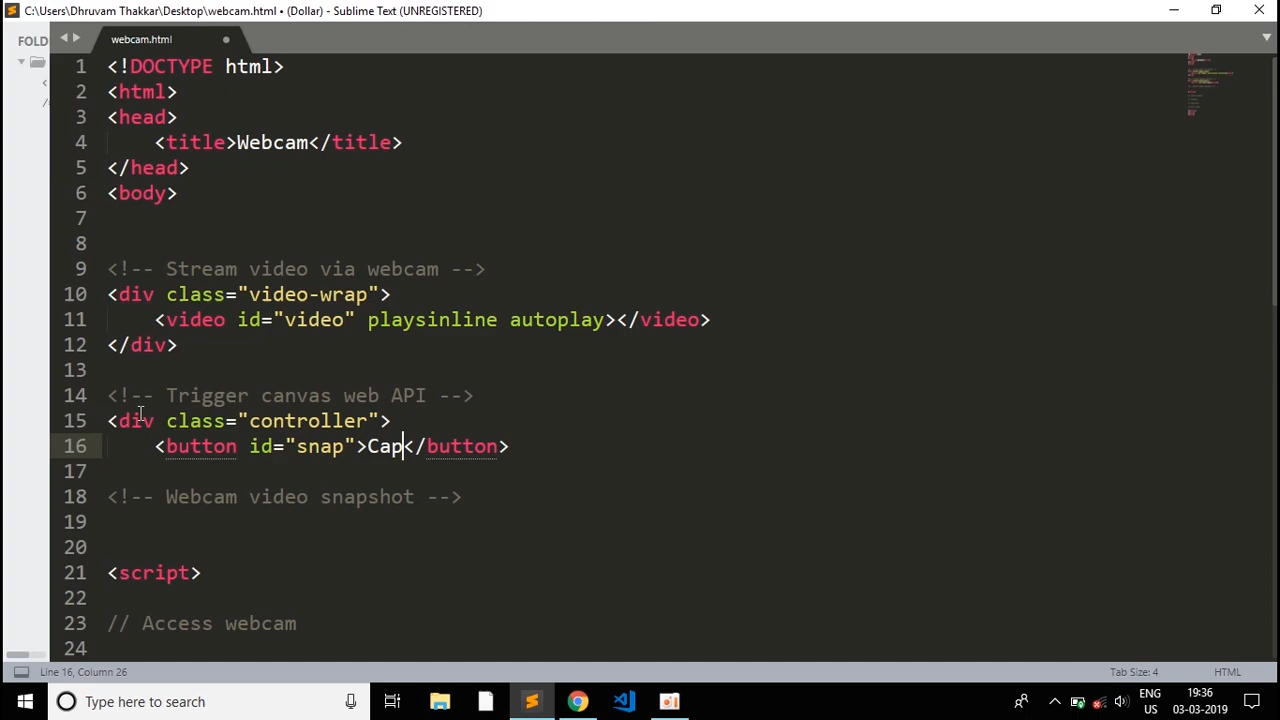 C:\Users\Dhruvam Thakkar\Desktop\webcam.html • (Dollar) - Sublime Text (UNREGISTERED)
FOLD
webcam.html
1 <!DOCTYPE html>
2 <html>
3 <head>
4 <title>Webcam</title>
5 </head>
6 <body>
7
8
9 <!-- Stream video via webcam -->
10 <div class="video-wrap">
11 <video id="video" playsinline autoplay></video>
12 </div>
13
14 <!-- Trigger canvas web API -->
15 <div class="controller">
16 <button id="snap">Cap</button>
17
18 <!-- Webcam video snapshot -->
19
20
21 <script>
22
23 // Access webcam
24
Line 16, Column 26
Tab Size: 4
HTML
Type here to search
ENG
US
19:36
03-03-2019